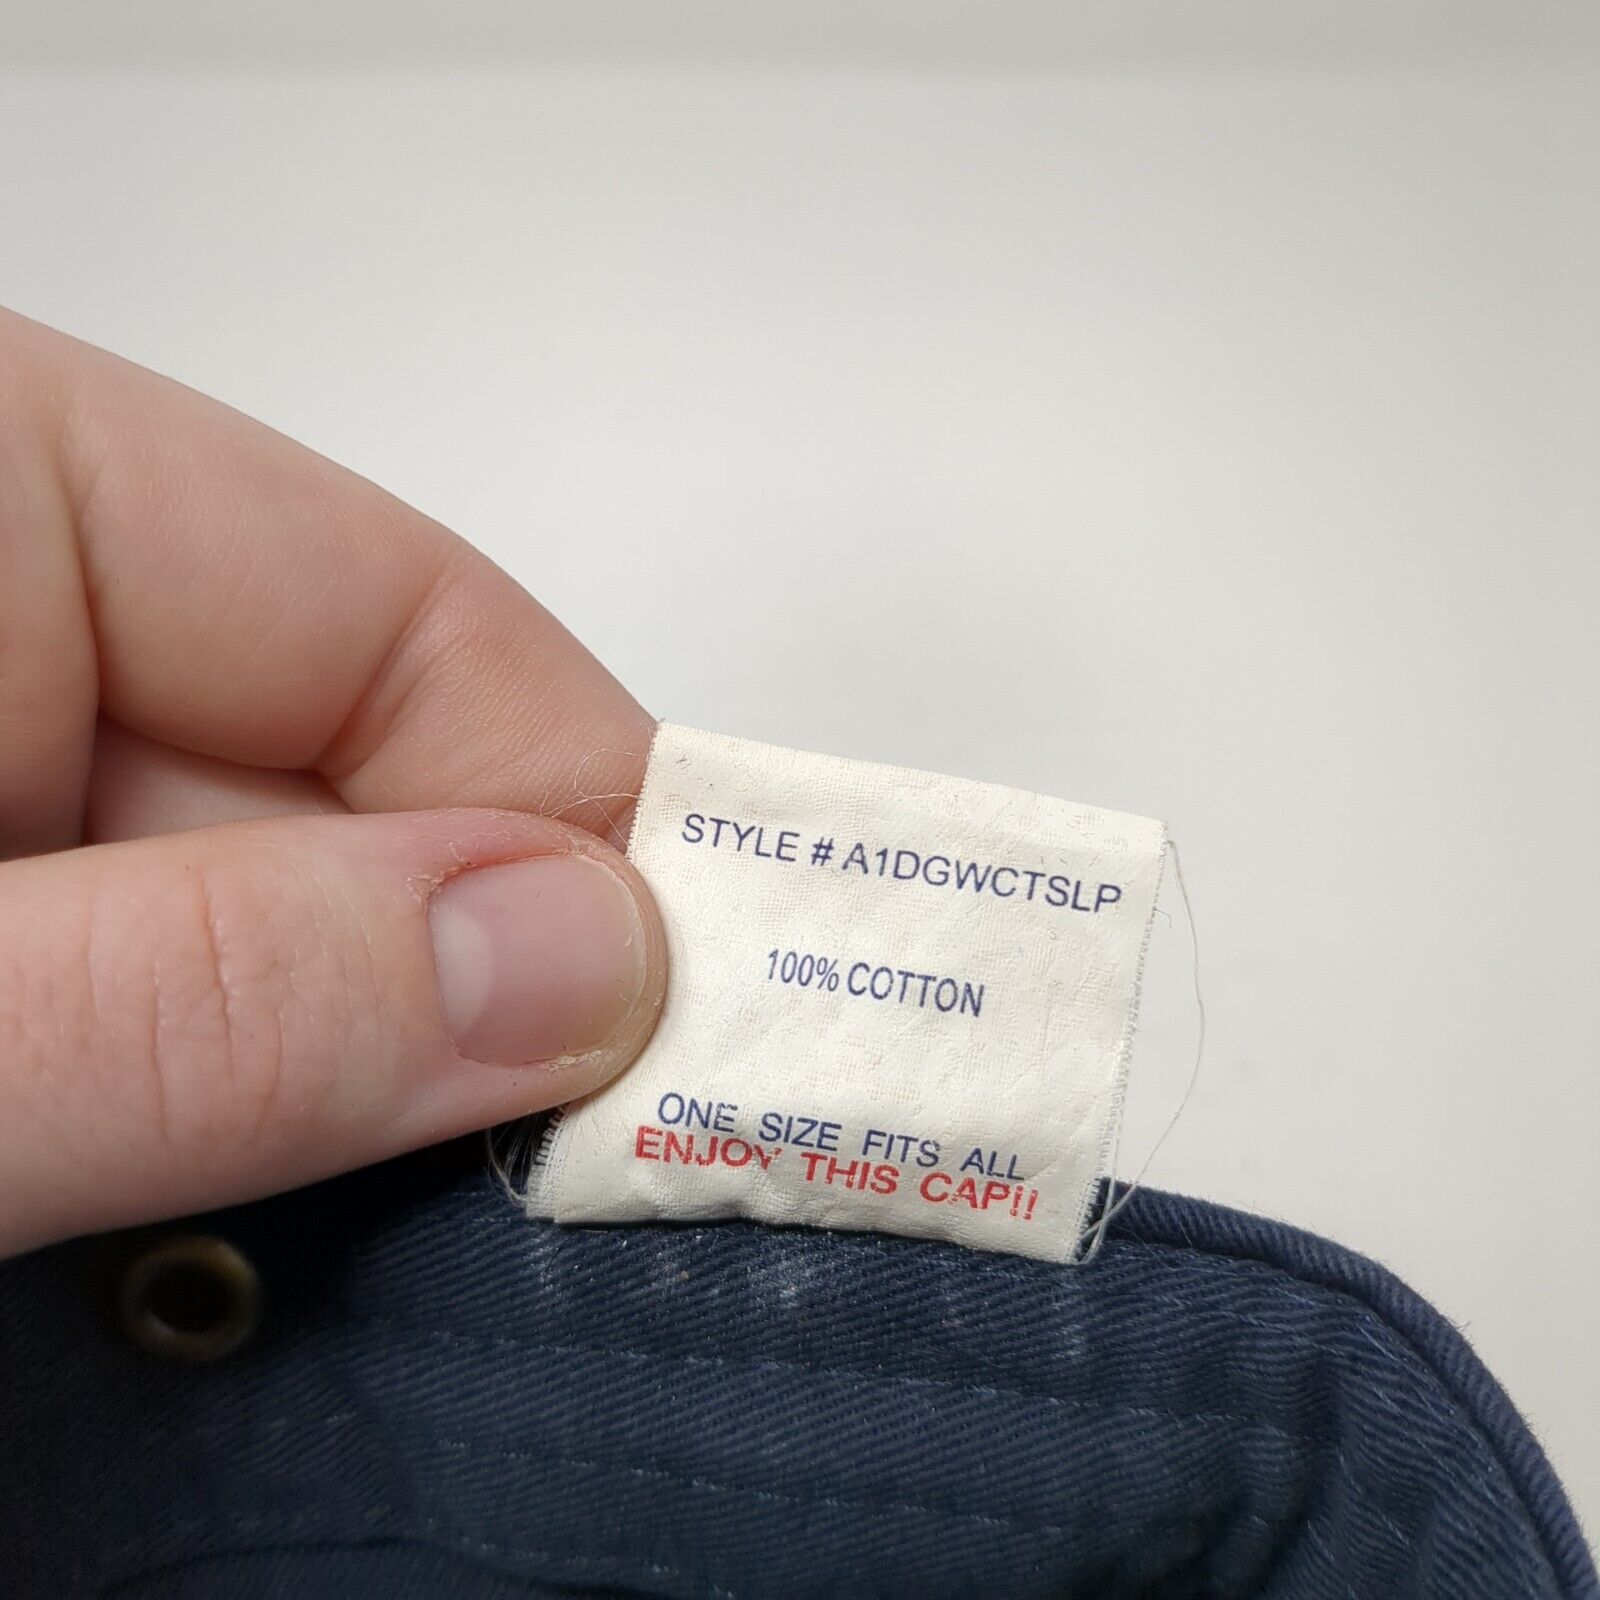 STYLE # A1DGWCTSLP
100% COTTON
ONE SIZE FITS ALL
ENJOY THIS CAP!!